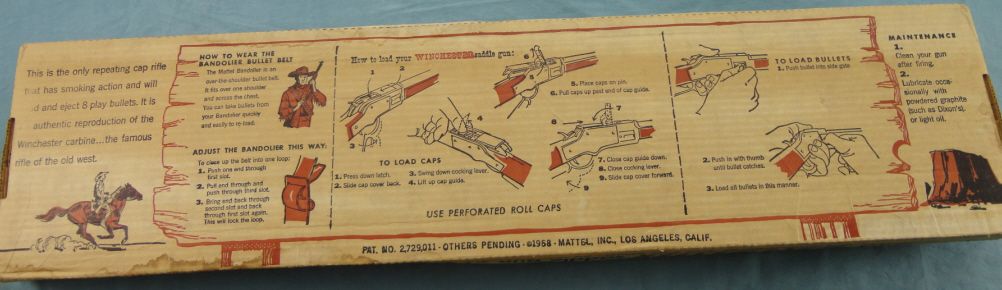 This is the only repeating cap rifle
that has smoking action and will
and eject 8 play bullets. It is
authentic reproduction of the
Winchester carbine...the famous
rifle of the old west.
HOW TO WEAR THE
BANDOLIER BULLET BELT
The Mattel Bandolier is an
over-the-shoulder bullet belt.
It fits over one shoulder
and across the chest.
You can take bullets from
your Bandolier quickly
and easily to re-load.
ADJUST THE BANDOLIER THIS WAY:
To close up the belt into one loop:
1. Push one end through
first slot.
2. Pull end through and
push through third slot.
3. Bring end back through
second slot and back
through first slot again.
This will lock the loop.
How to load your WINCHESTER saddle gun:
1 2
3
TO LOAD CAPS
1. Press down latch.
2. Slide cap cover back.
3. Swing down cocking lever.
4. Lift up cap guide.
4
6
5
5. Place caps on pin.
6. Pull caps up past end of cap guide.
7
8
9
7. Close cap guide down.
8. Close cocking lever.
9. Slide cap cover forward.
USE PERFORATED ROLL CAPS
TO LOAD BULLETS
1. Push bullet into side gate
2. Push in with thumb
until bullet catches.
3. Load all bullets in this manner.
MAINTENANCE
1.
Clean your gun
after firing.
2.
Lubricate occa-
sionally with
powdered graphite
(such as Dixon's),
or light oil.
PAT. NO. 2,729,011 - OTHERS PENDING - ©1958 - MATTEL, INC., LOS ANGELES, CALIF.